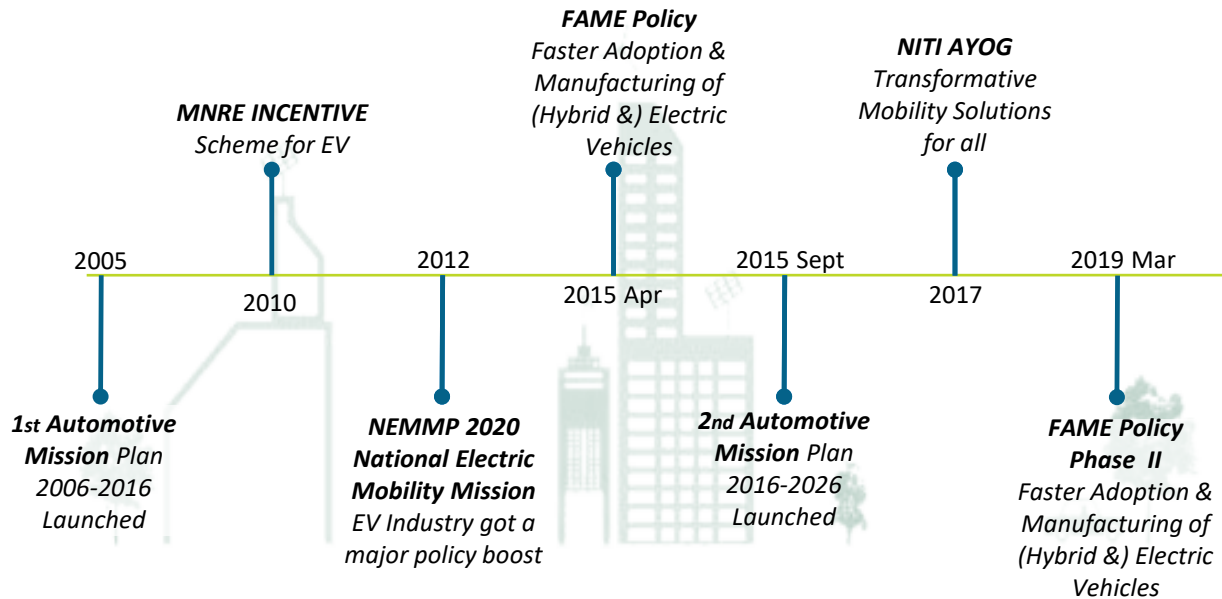 2005
1st Automotive
Mission Plan
2006-2016
Launched
MNRE INCENTIVE
Scheme for EV
2010
2012
NEMMP 2020
National Electric
Mobility Mission
EV Industry got a
major policy boost
FAME Policy
Faster Adoption &
Manufacturing of
(Hybrid &) Electric
Vehicles
2015 Apr
2015 Sept
2nd Automotive
Mission Plan
2016-2026
Launched
NITI AYOG
Transformative
Mobility Solutions
for all
2017
2019 Mar
FAME Policy
Phase II
Faster Adoption &
Manufacturing of
(Hybrid &) Electric
Vehicles